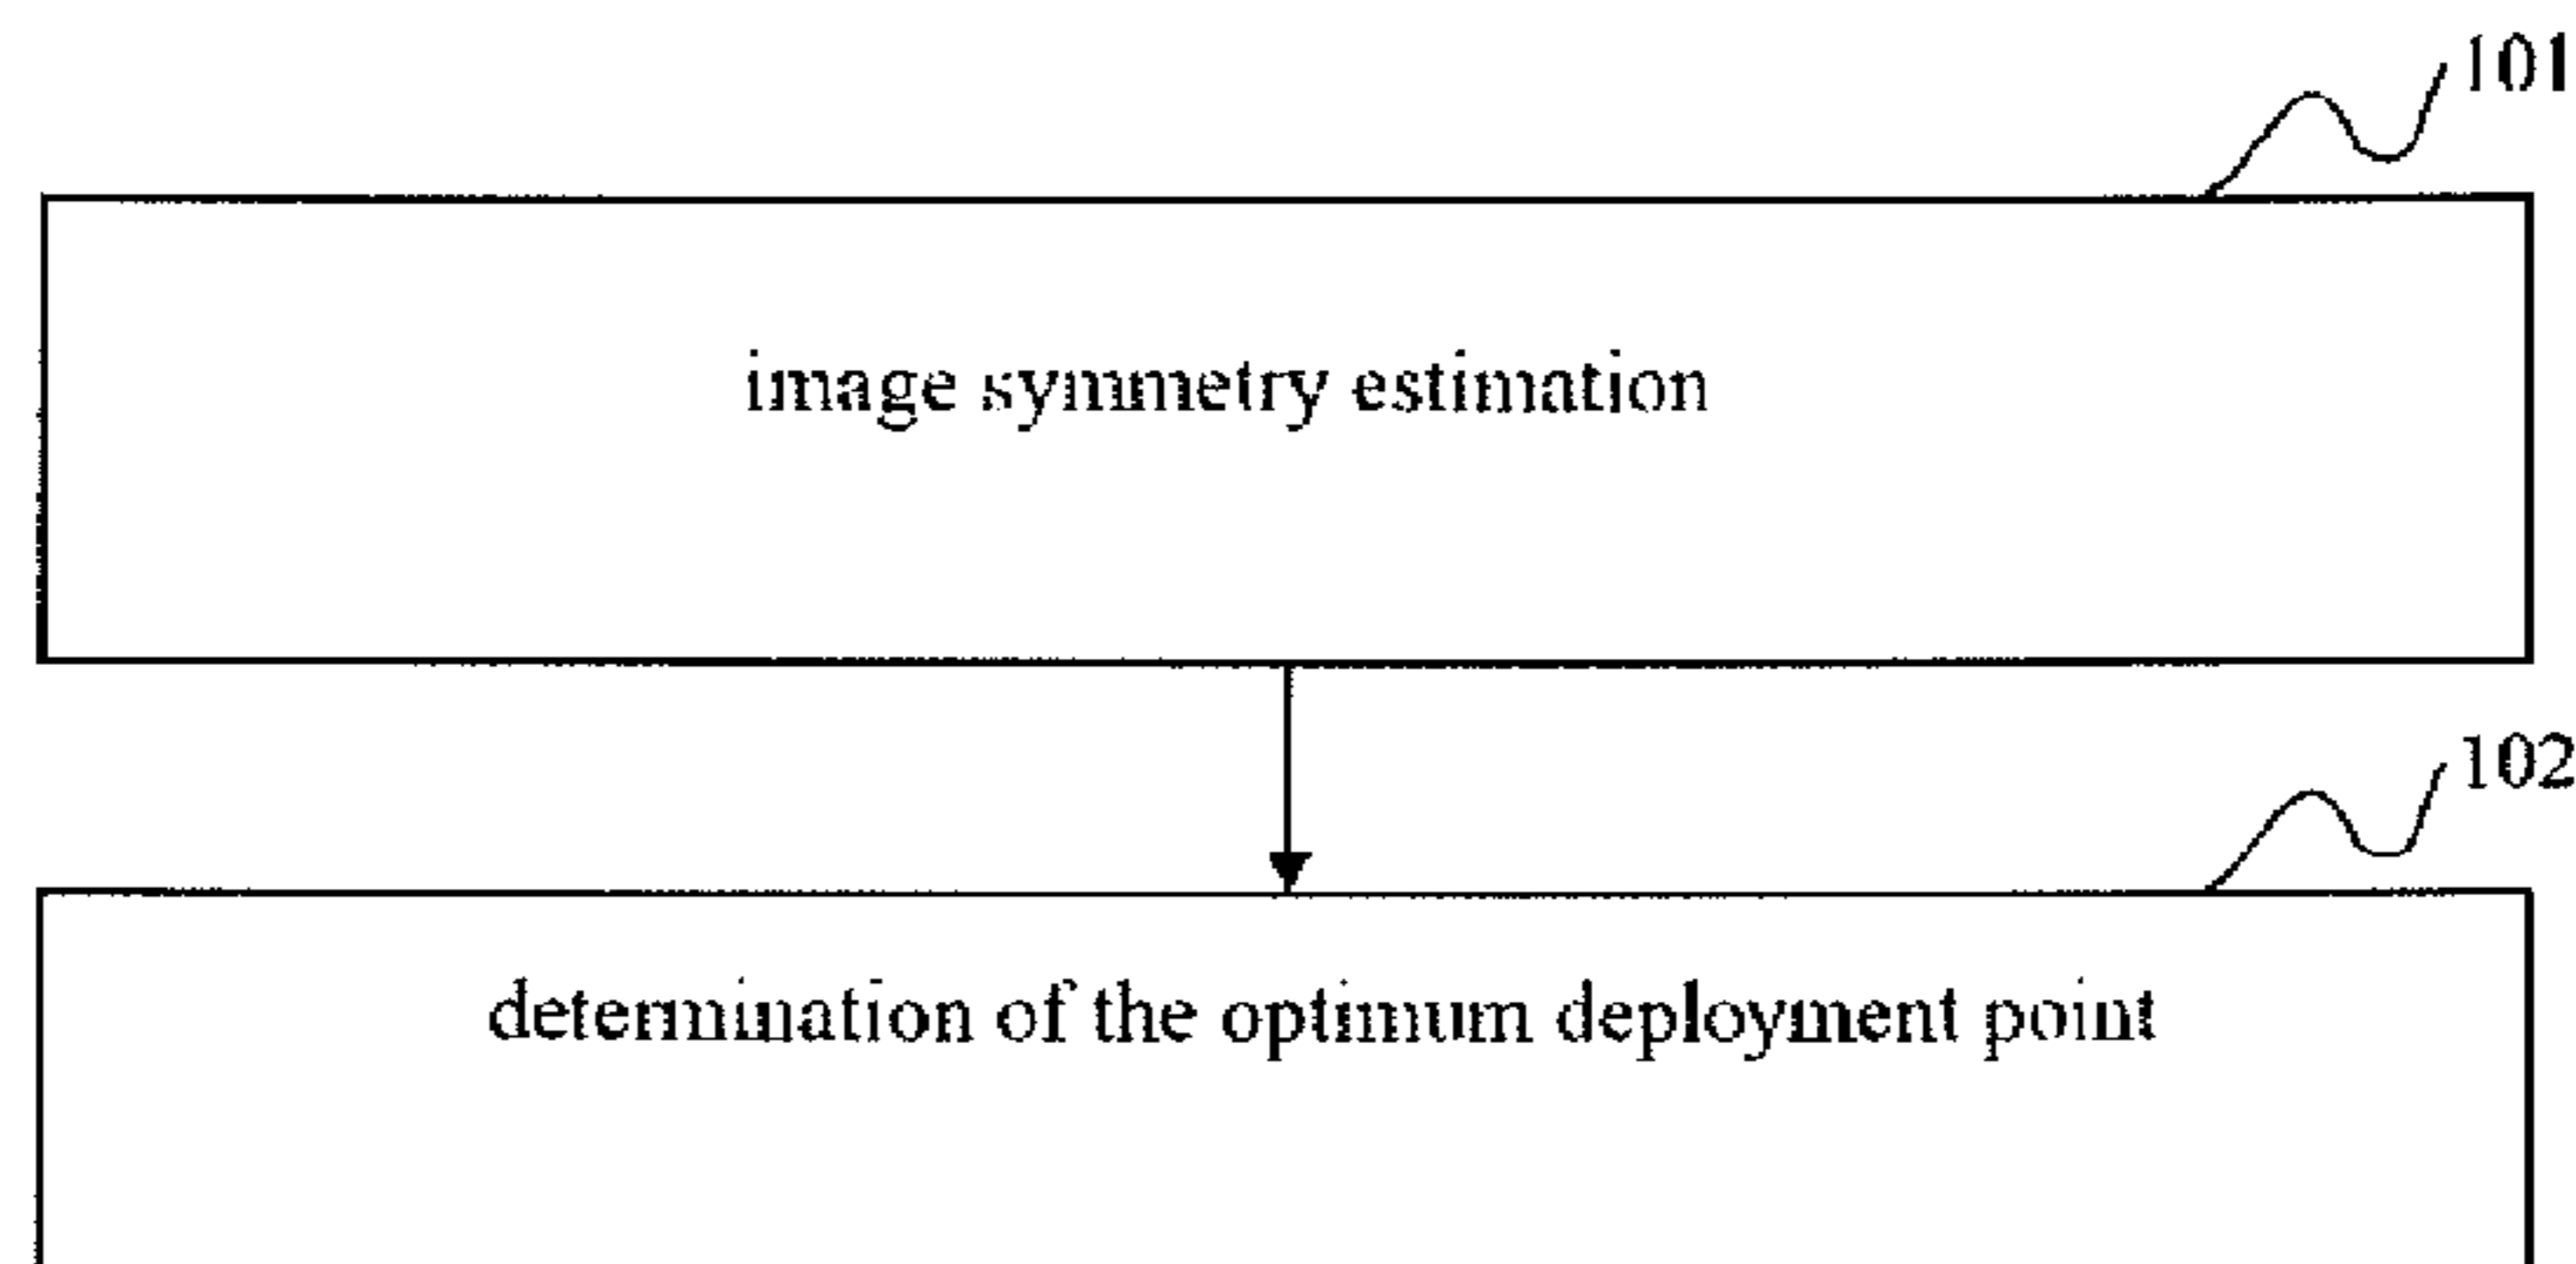 101
image symmetry estimation
102
determination of the optimum deployment point